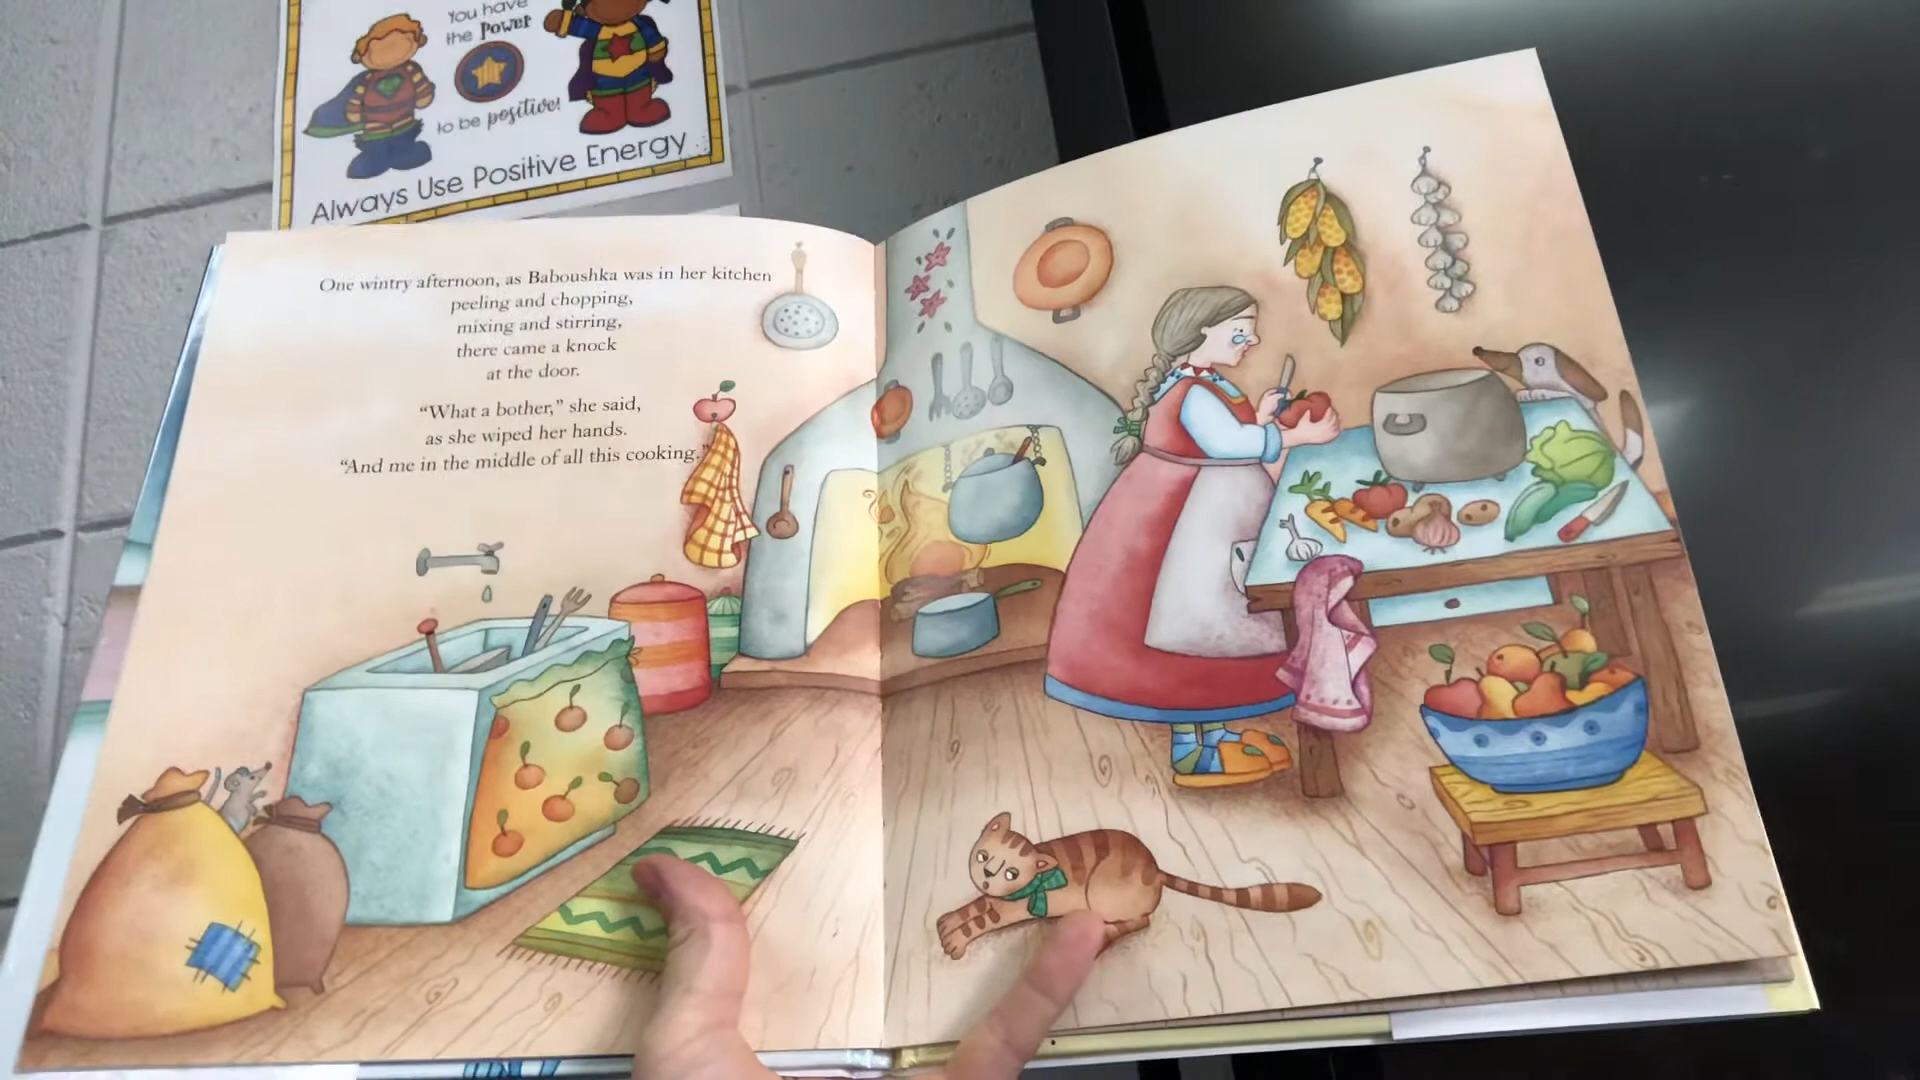 You have
the Power
to be positive!
Always Use Positive Energy
One wintry afternoon, as Baboushka was in her kitchen
peeling and chopping,
mixing and stirring,
there came a knock
at the door.
“What a bother,” she said,
as she wiped her hands.
“And me in the middle of all this cooking.”